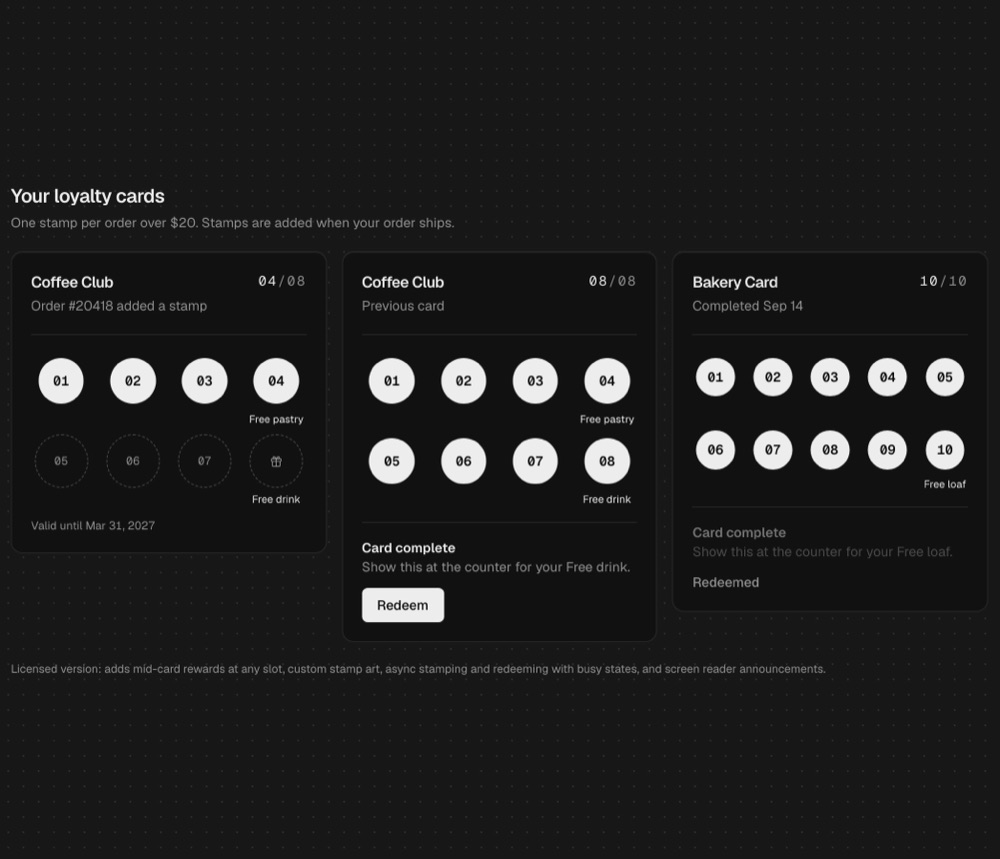 Your loyalty cards
One stamp per order over $20. Stamps are added when your order ships.
Coffee Club
04/08
Order #20418 added a stamp
01 02 03 04
Free pastry
05 06 07
Free drink
Valid until Mar 31, 2027
Coffee Club
08/08
Previous card
01 02 03 04
Free pastry
05 06 07 08
Free drink
Card complete
Show this at the counter for your Free drink.
Redeem
Bakery Card
10/10
Completed Sep 14
01 02 03 04 05
06 07 08 09 10
Free loaf
Card complete
Show this at the counter for your Free loaf.
Redeemed
Licensed version: adds mid-card rewards at any slot, custom stamp art, async stamping and redeeming with busy states, and screen reader announcements.